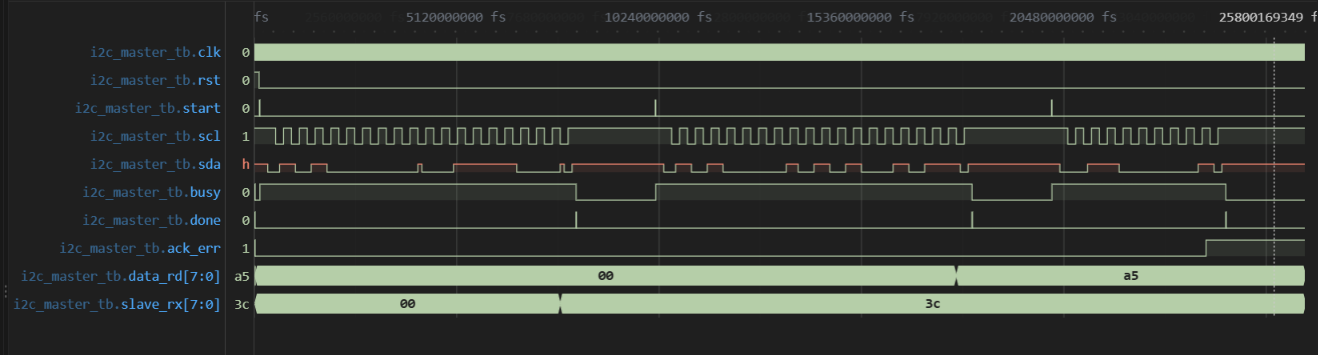 fs 5120000000 fs 10240000000 fs 15360000000 fs 20480000000 fs 25800169349 f
i2c_master_tb.clk 0
i2c_master_tb.rst 0
i2c_master_tb.start 0
i2c_master_tb.scl 1
i2c_master_tb.sda h
i2c_master_tb.busy 0
i2c_master_tb.done 0
i2c_master_tb.ack_err 1
i2c_master_tb.data_rd[7:0] a5 00 a5
i2c_master_tb.slave_rx[7:0] 3c 00 3c